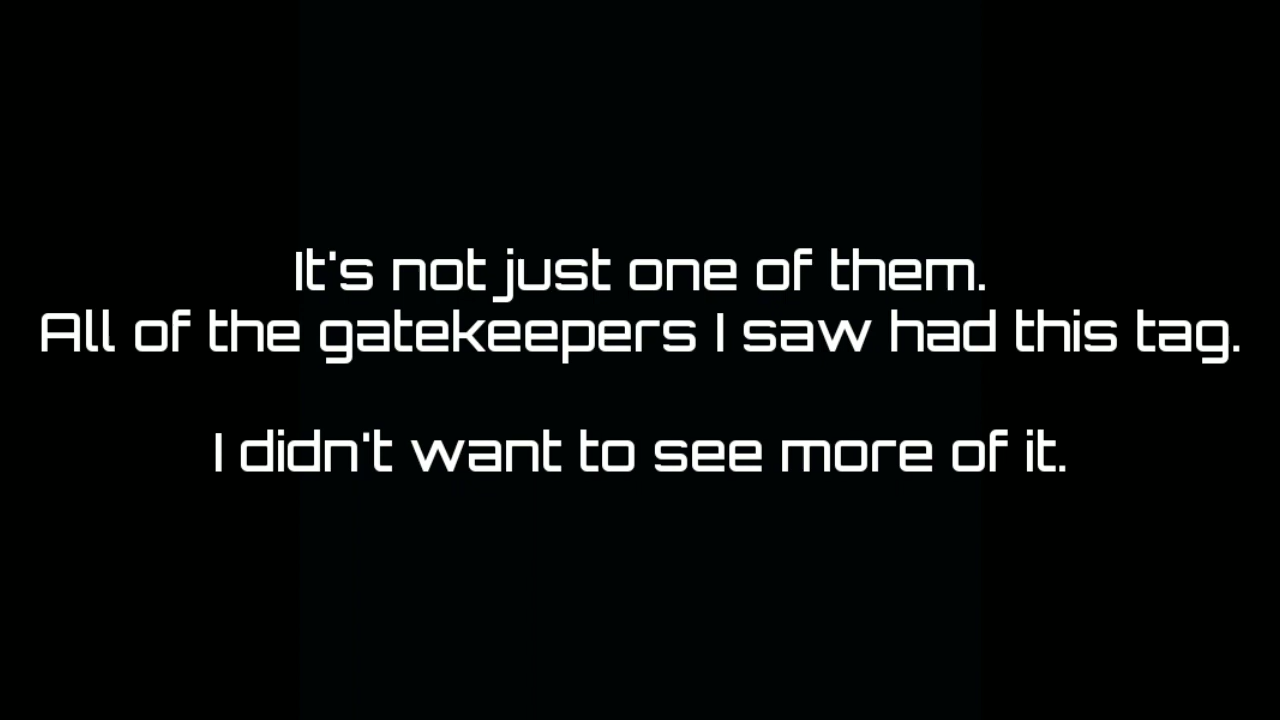 It's not just one of them.
All of the gatekeepers I saw had this tag.
I didn't want to see more of it.